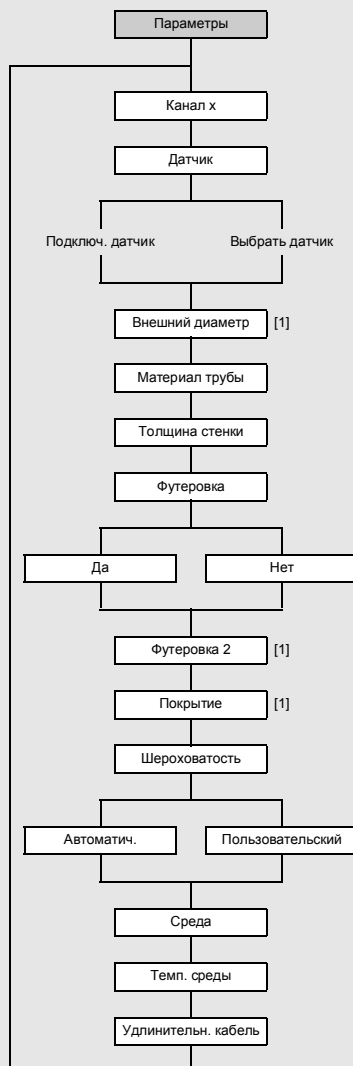 Параметры
Канал x
Датчик
Подключ. датчик
Выбрать датчик
Внешний диаметр [1]
Материал трубы
Толщина стенки
Футеровка
Да
Нет
Футеровка 2 [1]
Покрытие [1]
Шероховатость
Автоматич.
Пользовательский
Среда
Темп. среды
Удлинительн. кабель